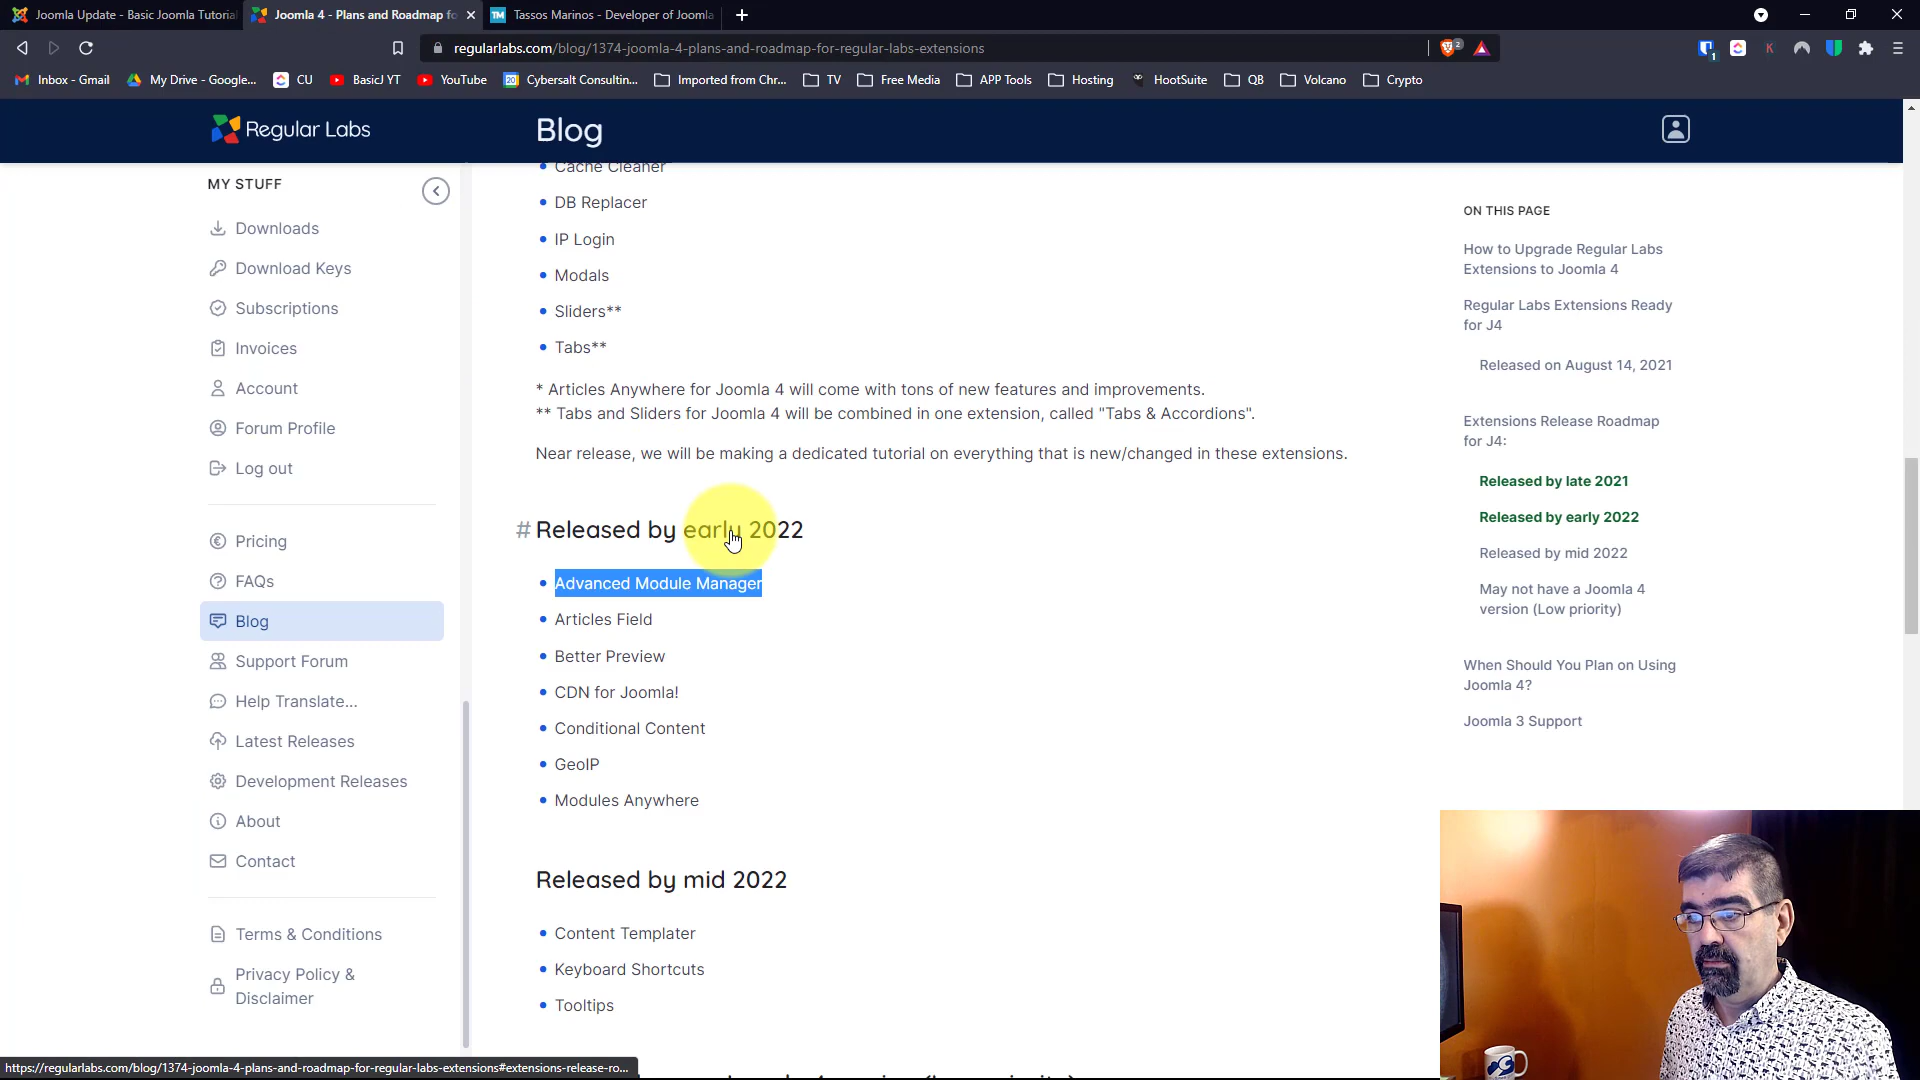 Joomla Update - Basic Joomla Tutorial
Joomla 4 - Plans and Roadmap fo
Tassos Marinos - Developer of Joomla
regularlabs.com/blog/1374-joomla-4-plans-and-roadmap-for-regular-labs-extensions
2
1
Inbox - Gmail
My Drive - Google...
CU
BasicJ YT
YouTube
20
Cybersalt Consultin...
Imported from Chr...
TV
Free Media
APP Tools
Hosting
HootSuite
QB
Volcano
Crypto
Regular Labs
Blog
MY STUFF
Downloads
Download Keys
Subscriptions
Invoices
Account
Forum Profile
Log out
Pricing
FAQs
Blog
Support Forum
Help Translate...
Latest Releases
Development Releases
About
Contact
Terms & Conditions
Privacy Policy &
Disclaimer
Cache Cleaner
DB Replacer
IP Login
Modals
Sliders**
Tabs**
* Articles Anywhere for Joomla 4 will come with tons of new features and improvements.
** Tabs and Sliders for Joomla 4 will be combined in one extension, called "Tabs & Accordions".
Near release, we will be making a dedicated tutorial on everything that is new/changed in these extensions.
# Released by early 2022
Advanced Module Manager
Articles Field
Better Preview
CDN for Joomla!
Conditional Content
GeoIP
Modules Anywhere
Released by mid 2022
Content Templater
Keyboard Shortcuts
Tooltips
ON THIS PAGE
How to Upgrade Regular Labs
Extensions to Joomla 4
Regular Labs Extensions Ready
for J4
Released on August 14, 2021
Extensions Release Roadmap
for J4:
Released by late 2021
Released by early 2022
Released by mid 2022
May not have a Joomla 4
version (Low priority)
When Should You Plan on Using
Joomla 4?
Joomla 3 Support
https://regularlabs.com/blog/1374-joomla-4-plans-and-roadmap-for-regular-labs-extensions#extensions-release-ro...